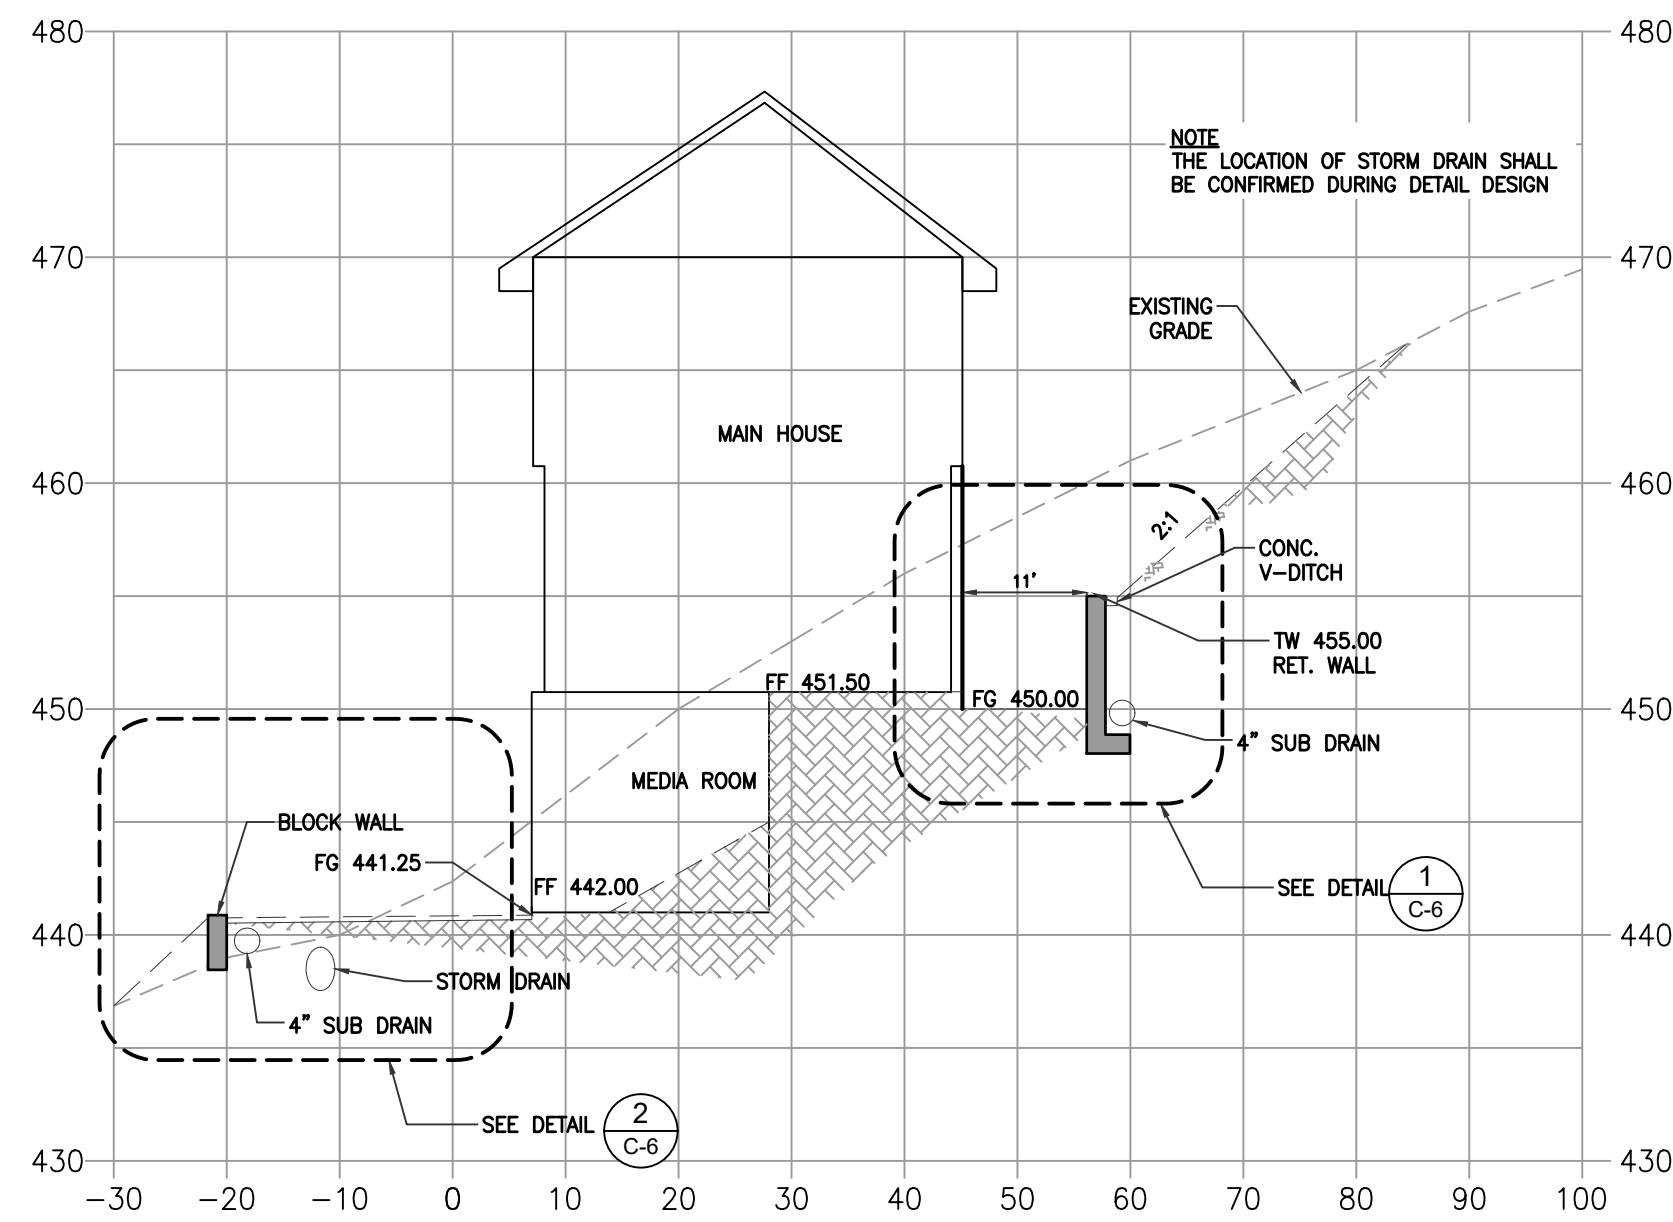 480
480
NOTE
THE LOCATION OF STORM DRAIN SHALL
BE CONFIRMED DURING DETAIL DESIGN
470
470
EXISTING
GRADE
MAIN HOUSE
460
460
2:1
CONC.
V-DITCH
11'
TW 455.00
RET. WALL
FF 451.50
FG 450.00
450
450
4" SUB DRAIN
MEDIA ROOM
BLOCK WALL
FG 441.25
FF 442.00
SEE DETAIL
1
C-6
440
440
STORM DRAIN
4" SUB DRAIN
SEE DETAIL
2
C-6
430
430
-30 -20 -10 0 10 20 30 40 50 60 70 80 90 100